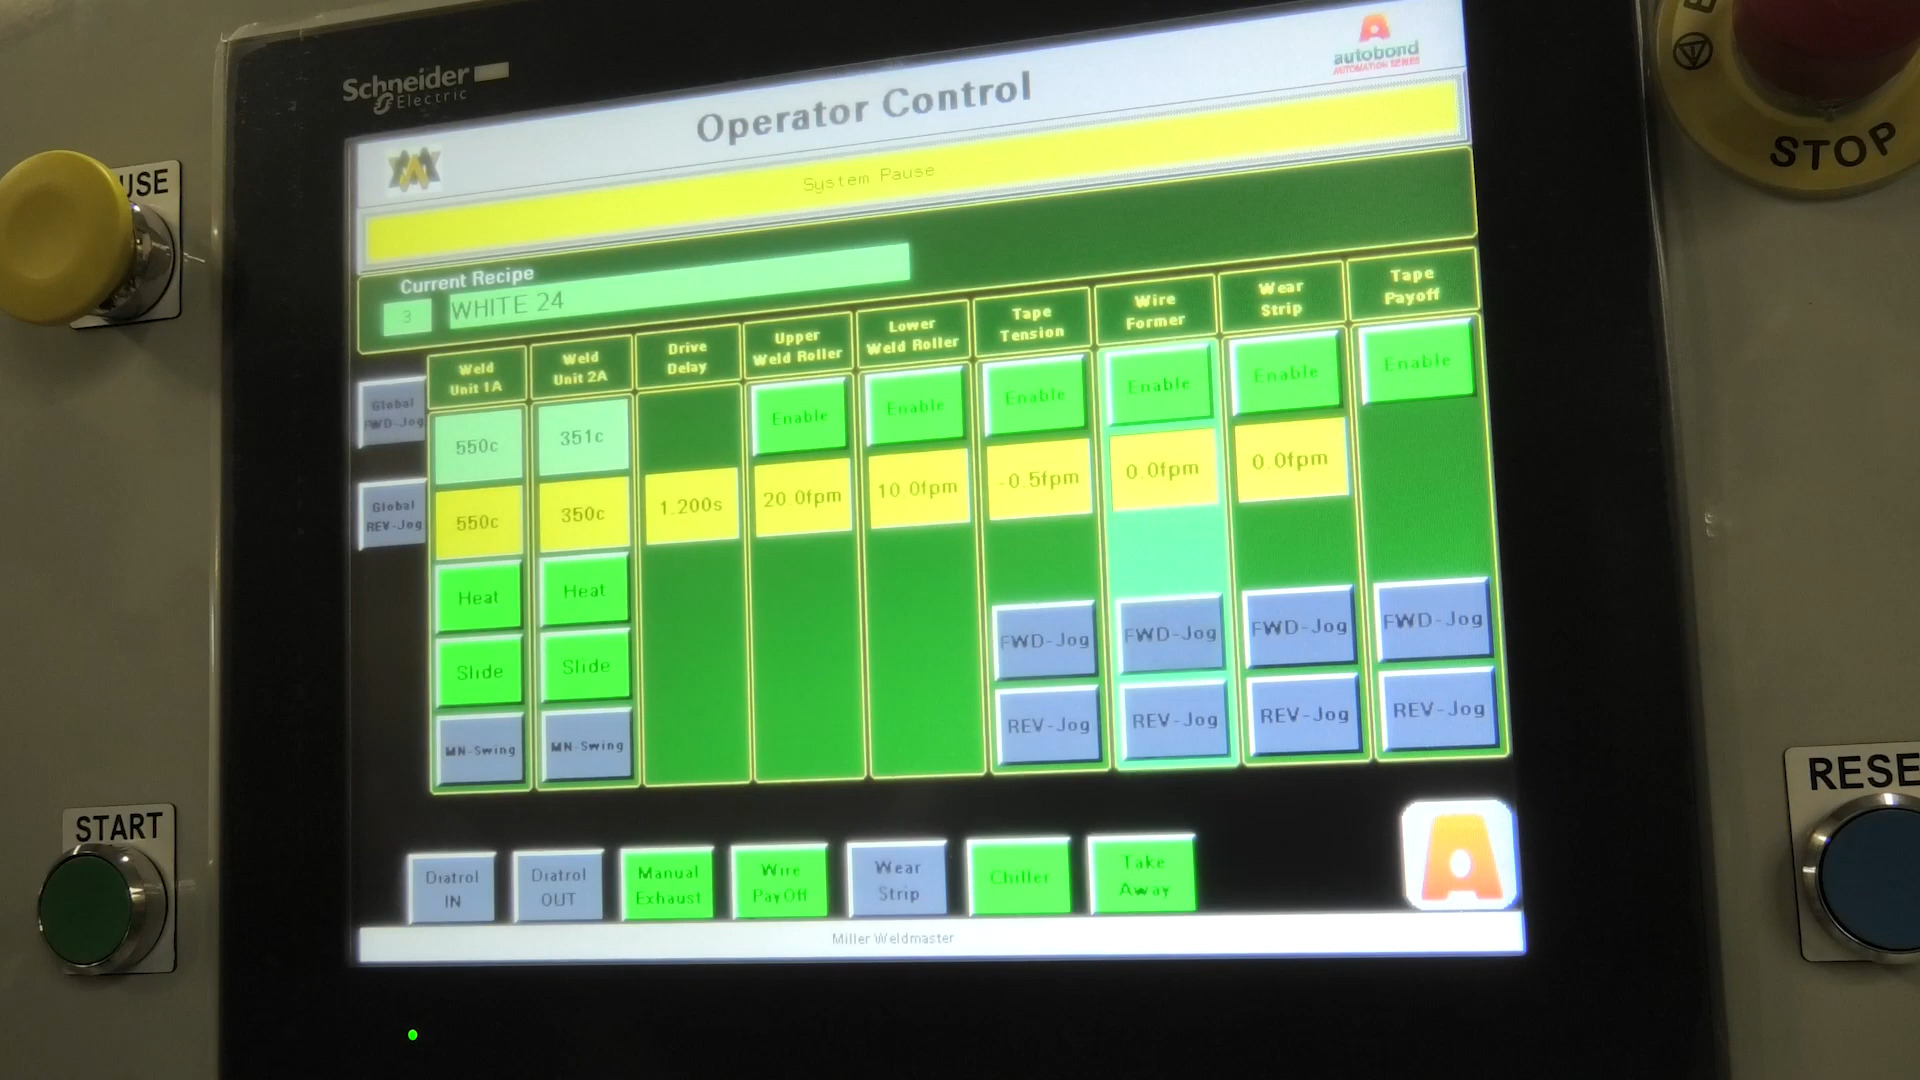 Schneider
Electric
autobond
AUTOMATION SERIES
Operator Control
System Pause
USE
STOP
Current Recipe
3
WHITE 24
Global
FWD-Jog
Global
REV-Jog
Weld
Unit 1A
550c
550c
Heat
Slide
MN-Swing
Weld
Unit 2A
351c
350c
Heat
Slide
MN-Swing
Drive
Delay
1.200s
Upper
Weld Roller
Enable
20.0fpm
Lower
Weld Roller
Enable
10.0fpm
Tape
Tension
Enable
-0.5fpm
FWD-Jog
REV-Jog
Wire
Former
Enable
0.0fpm
FWD-Jog
REV-Jog
Wear
Strip
Enable
0.0fpm
FWD-Jog
REV-Jog
Tape
Payoff
Enable
FWD-Jog
REV-Jog
START
RESE
Diatrol
IN
Diatrol
OUT
Manual
Exhaust
Wire
PayOff
Wear
Strip
Chiller
Take
Away
Miller Weldmaster